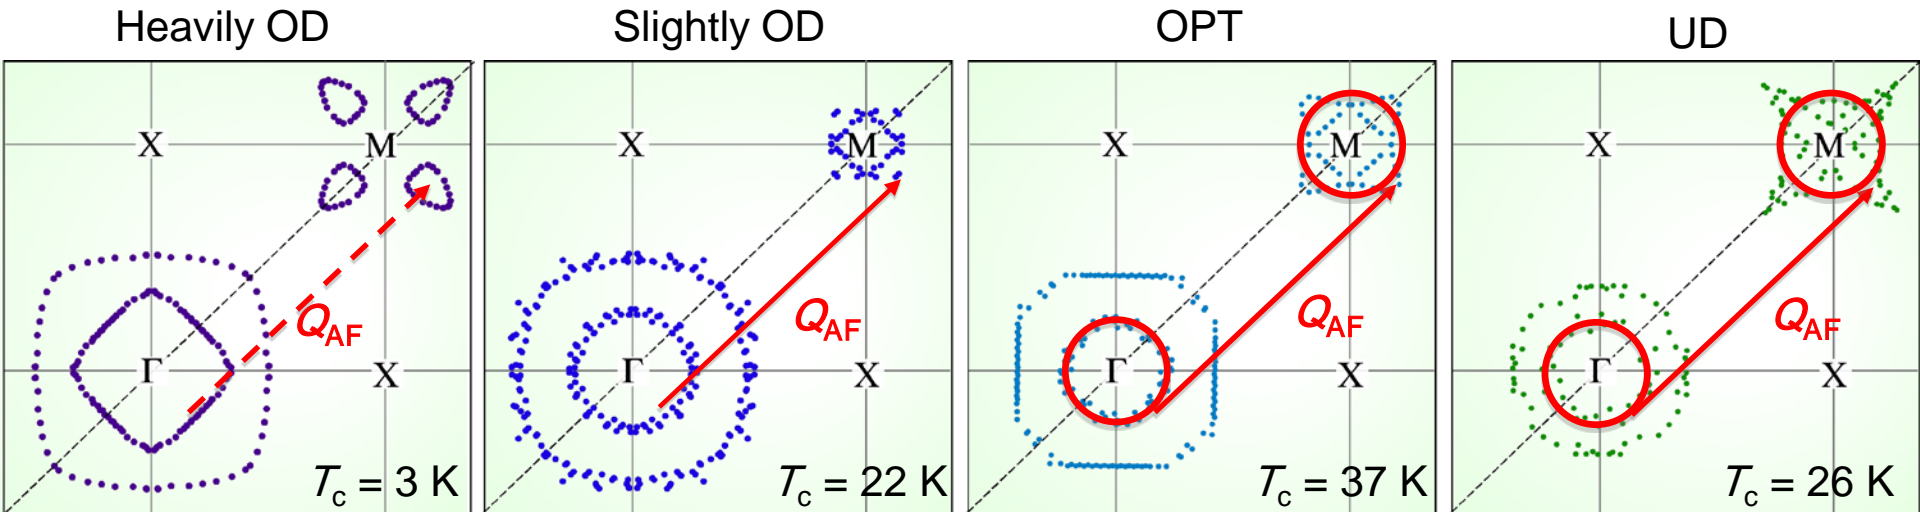 Heavily OD
X
M
Q_AF
Γ
X
T_c = 3 K
Slightly OD
X
M
Q_AF
Γ
X
T_c = 22 K
OPT
X
M
Q_AF
Γ
X
T_c = 37 K
UD
X
M
Q_AF
Γ
X
T_c = 26 K